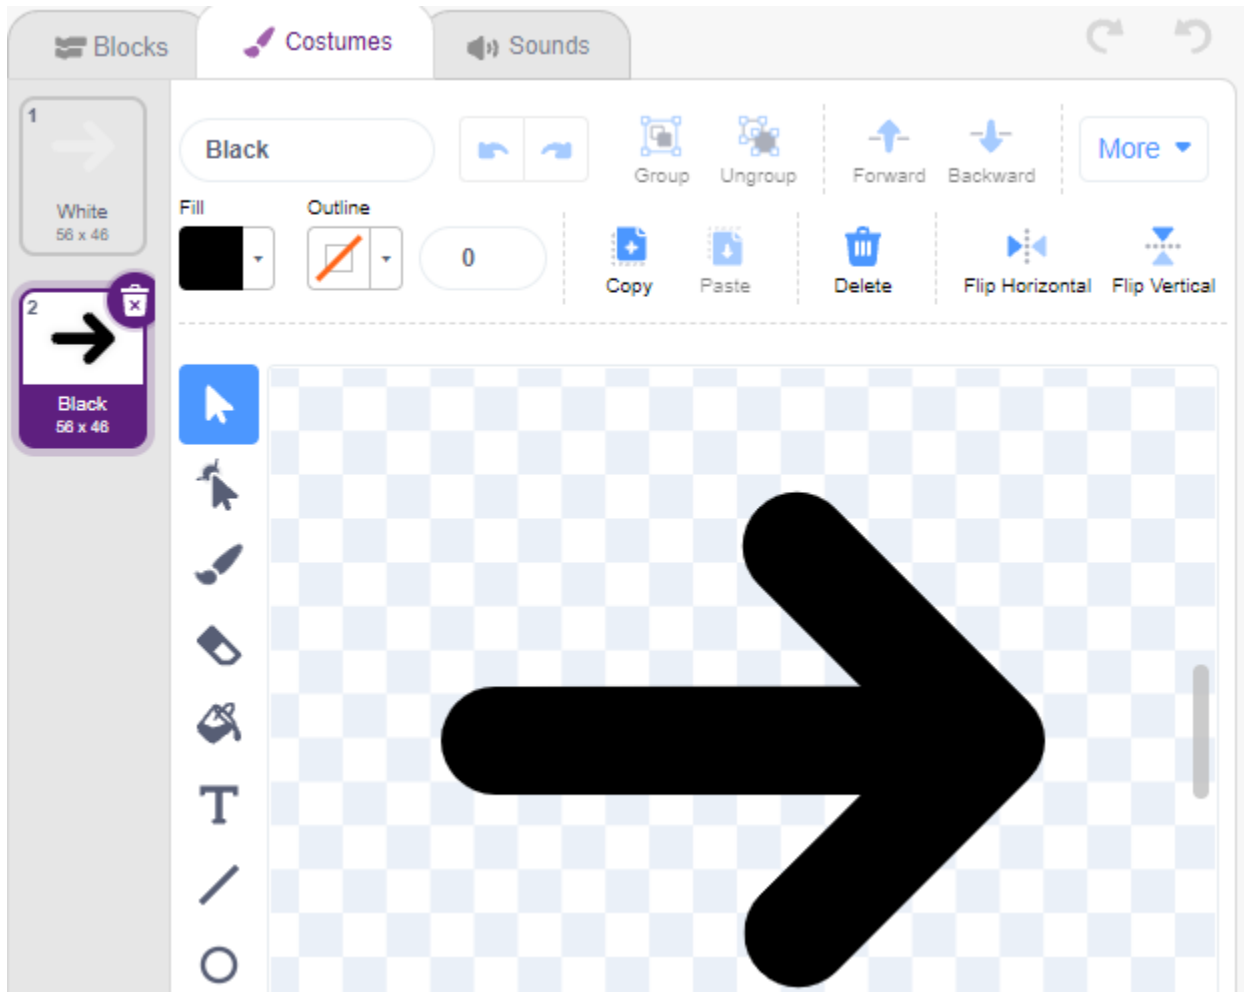 Blocks
Costumes
Sounds
1
White
56 x 46
2
Black
56 x 46
Black
Group
Ungroup
Forward
Backward
More
Fill
Outline
0
Copy
Paste
Delete
Flip Horizontal
Flip Vertical
T